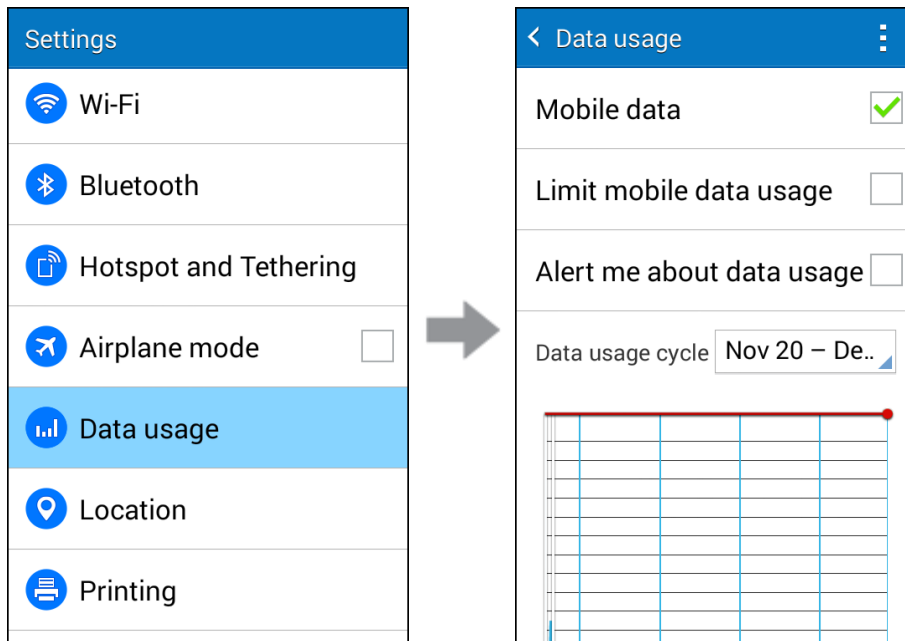 Settings
Wi-Fi
Bluetooth
Hotspot and Tethering
Airplane mode
Data usage
Location
Printing
Data usage
Mobile data
Limit mobile data usage
Alert me about data usage
Data usage cycle Nov 20 – De..